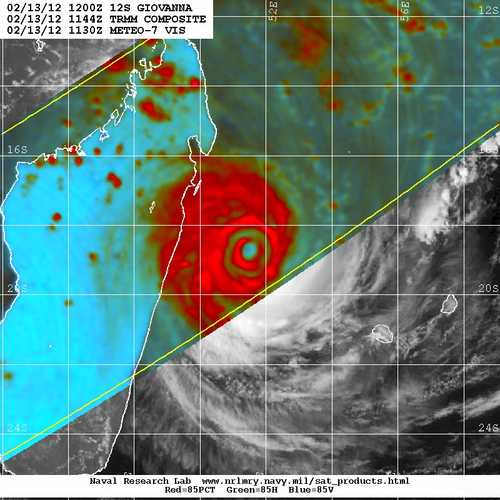 02/13/12 1200Z 12S GIOVANNA
02/13/12 1144Z TRMM COMPOSITE
02/13/12 1130Z METEO-7 VIS
52E
56E
12S
16S
16S
20S
20S
24S
24S
Naval Research Lab www.nrlmry.navy.mil/sat_products.html
Red=85PCT Green=85H Blue=85V